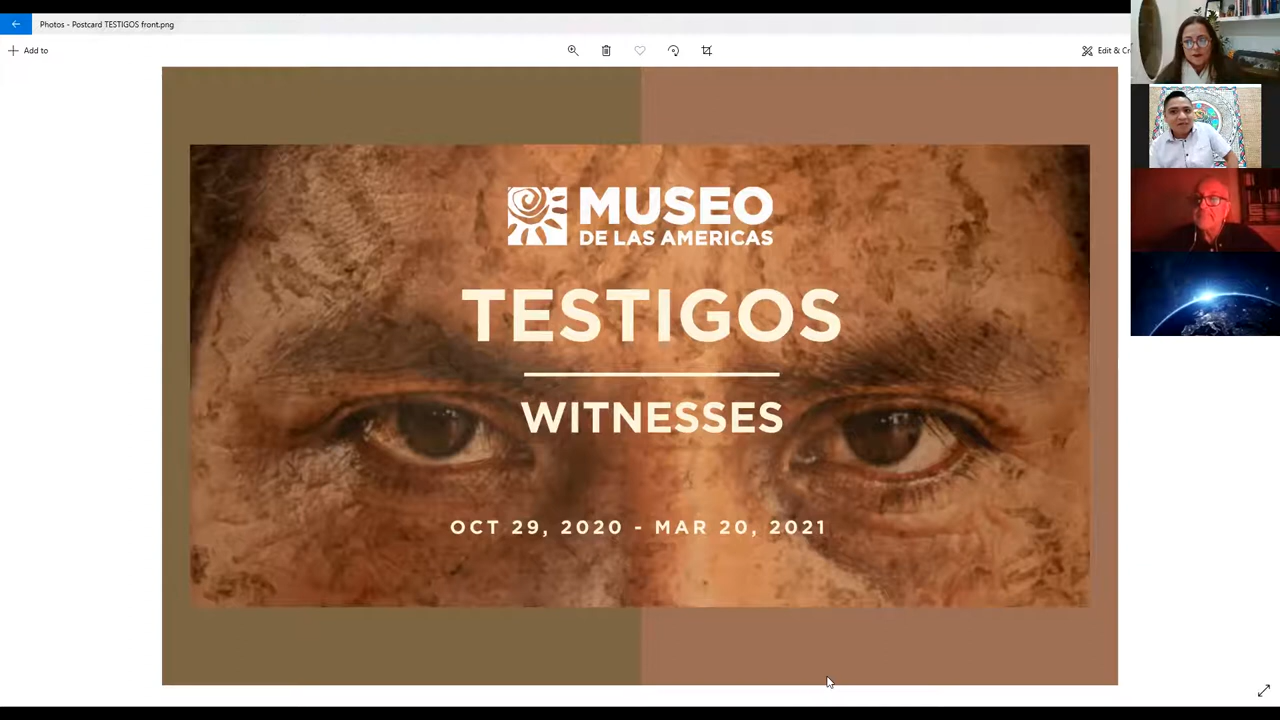 Photos - Postcard TESTIGOS front.png
Add to
Edit & Cr
MUSEO
DE LAS AMERICAS
TESTIGOS
WITNESSES
OCT 29, 2020 - MAR 20, 2021